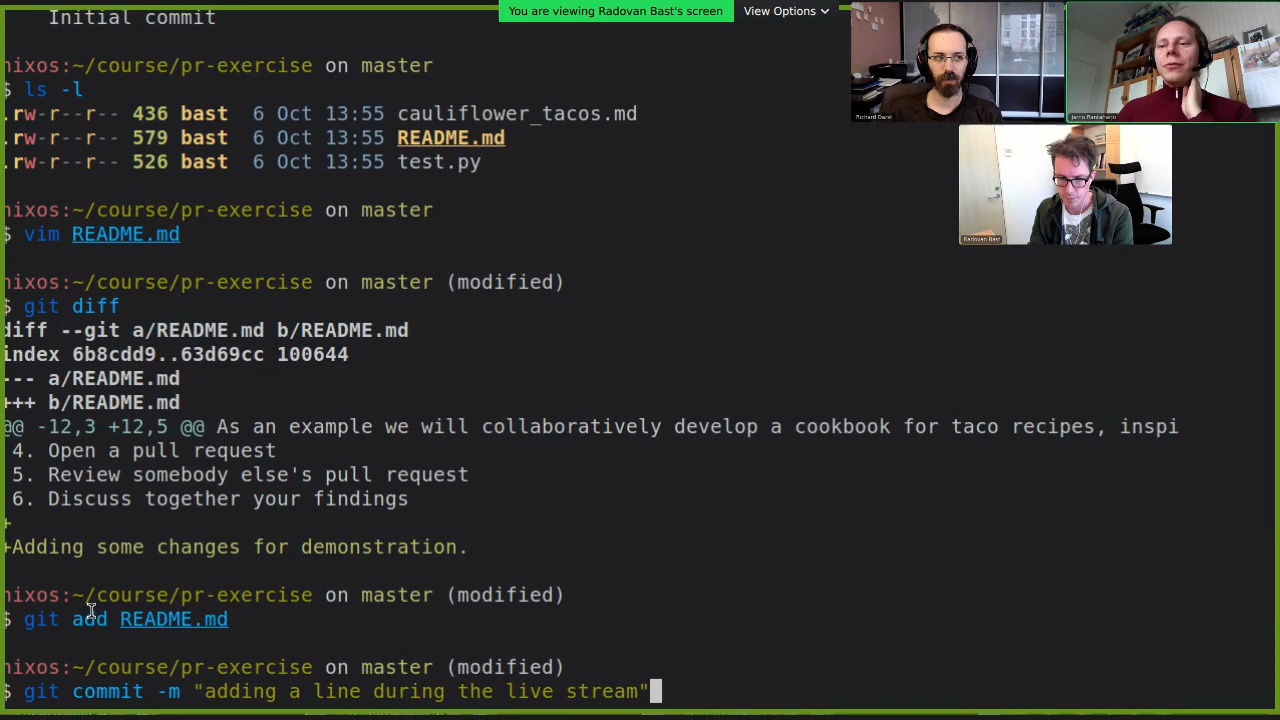 Initial commit
You are viewing Radovan Bast's screen
View Options
nixos:~/course/pr-exercise on master
$ ls -l
.rw-r--r-- 436 bast 6 Oct 13:55 cauliflower_tacos.md
.rw-r--r-- 579 bast 6 Oct 13:55 README.md
.rw-r--r-- 526 bast 6 Oct 13:55 test.py
nixos:~/course/pr-exercise on master
$ vim README.md
nixos:~/course/pr-exercise on master (modified)
$ git diff
diff --git a/README.md b/README.md
index 6b8cdd9..63d69cc 100644
--- a/README.md
+++ b/README.md
@@ -12,3 +12,5 @@ As an example we will collaboratively develop a cookbook for taco recipes, inspi
4. Open a pull request
5. Review somebody else's pull request
6. Discuss together your findings
+
+Adding some changes for demonstration.
nixos:~/course/pr-exercise on master (modified)
$ git add README.md
nixos:~/course/pr-exercise on master (modified)
$ git commit -m "adding a line during the live stream"
Richard Darst
Jarno Rantaharju
Radovan Bast